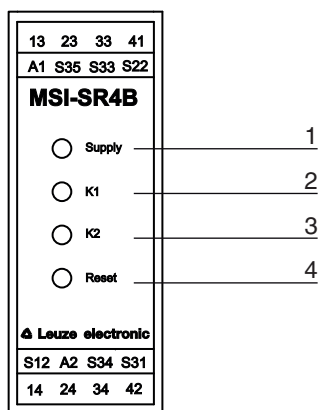 13 23 33 41
A1 S35 S33 S22
MSI-SR4B
Supply 1
K1 2
K2 3
Reset 4
Leuze electronic
S12 A2 S34 S31
14 24 34 42